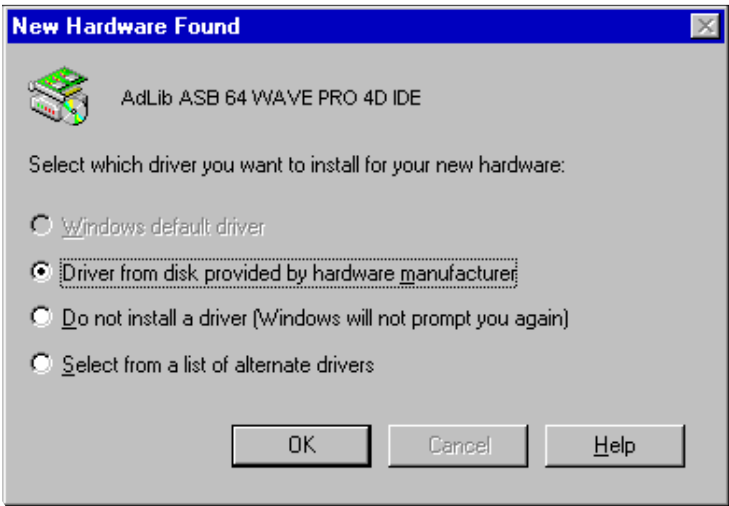 New Hardware Found
AdLib ASB 64 WAVE PRO 4D IDE
Select which driver you want to install for your new hardware:
Windows default driver
Driver from disk provided by hardware manufacturer
Do not install a driver (Windows will not prompt you again)
Select from a list of alternate drivers
OK Cancel Help